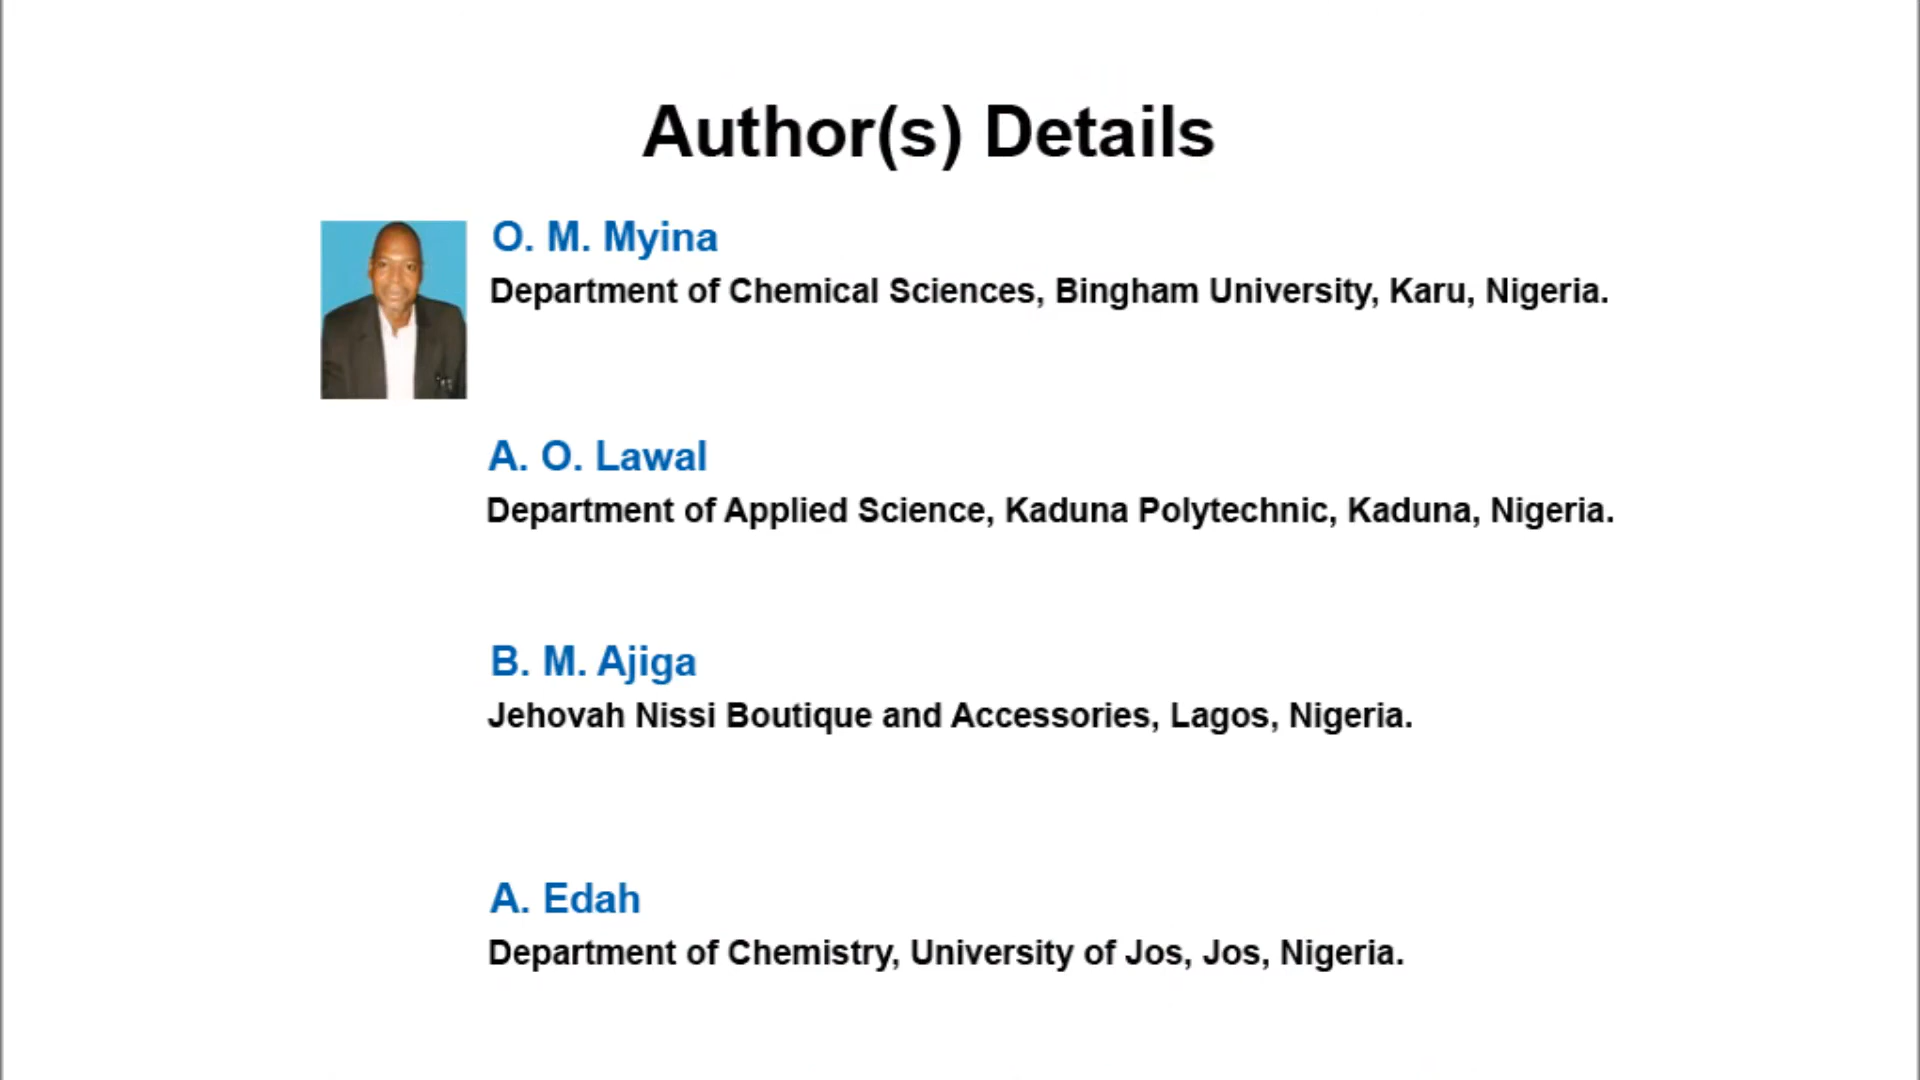 Author(s) Details
O. M. Myina
Department of Chemical Sciences, Bingham University, Karu, Nigeria.
A. O. Lawal
Department of Applied Science, Kaduna Polytechnic, Kaduna, Nigeria.
B. M. Ajiga
Jehovah Nissi Boutique and Accessories, Lagos, Nigeria.
A. Edah
Department of Chemistry, University of Jos, Jos, Nigeria.